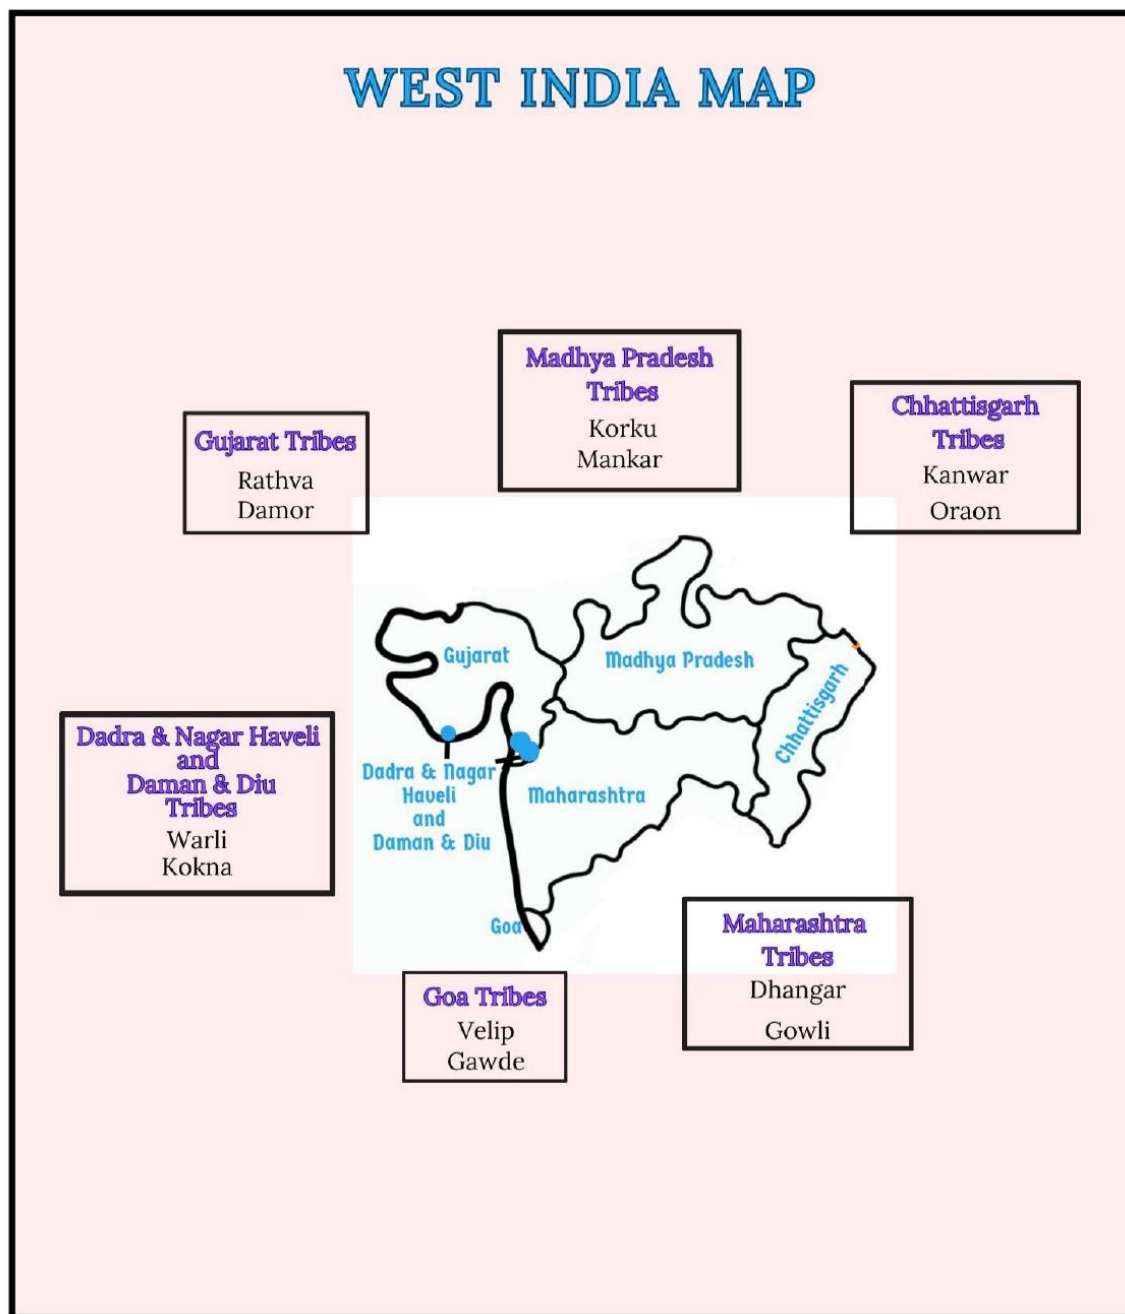 WEST INDIA MAP
Madhya Pradesh
Tribes
Korku
Mankar
Chhattisgarh
Tribes
Kanwar
Oraon
Gujarat Tribes
Rathva
Damor
Gujarat
Madhya Pradesh
Chhattisgarh
Dadra & Nagar Haveli
and
Daman & Diu
Tribes
Warli
Kokna
Dadra & Nagar
Haveli
and
Daman & Diu
Maharashtra
Goa
Maharashtra
Tribes
Dhangar
Gowli
Goa Tribes
Velip
Gawde